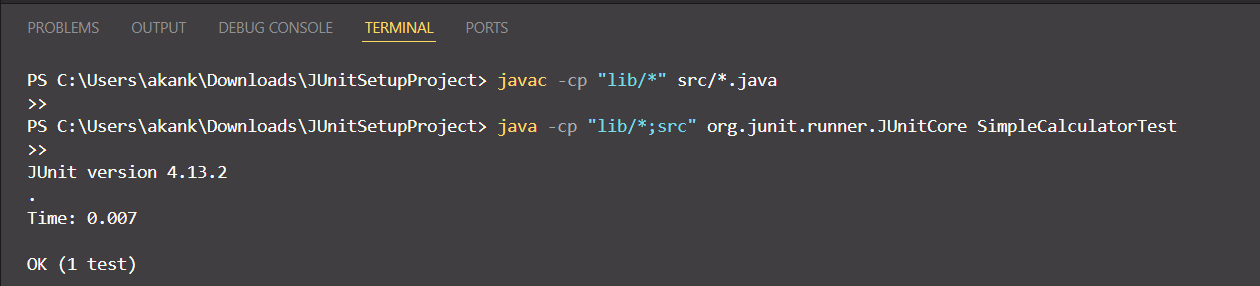 PROBLEMS OUTPUT DEBUG CONSOLE TERMINAL PORTS
PS C:\Users\akank\Downloads\JUnitSetupProject> javac -cp "lib/*" src/*.java
>>
PS C:\Users\akank\Downloads\JUnitSetupProject> java -cp "lib/*;src" org.junit.runner.JUnitCore SimpleCalculatorTest
>>
JUnit version 4.13.2
.
Time: 0.007
OK (1 test)